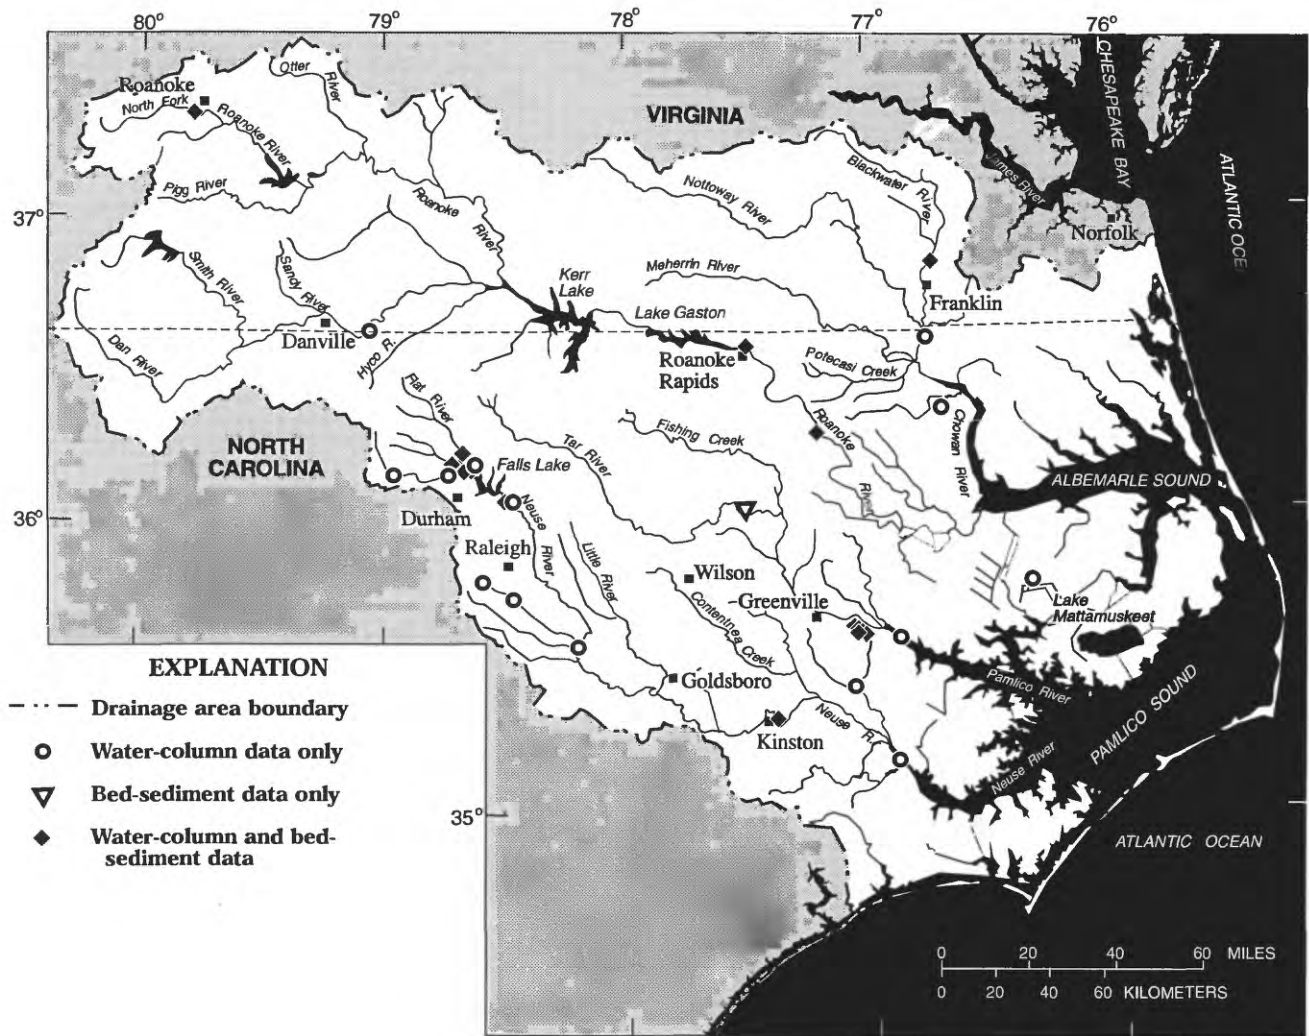 80° 79° 78° 77° 76°
Otter River
Roanoke
North Fork
Roanoke River
VIRGINIA
CHESAPEAKE BAY
ATLANTIC OCE
James River
Blackwater River
Nottoway River
Pigg River
37°
Roanoke River
Norfolk
Smith River
Sandy River
Kerr
Lake
Meherrin River
Franklin
Lake Gaston
Danville
Dan River
Hyco R.
Roanoke
Rapids
Potecasi Creek
Flat River
Roanoke River
Chowan River
NORTH
CAROLINA
Fishing Creek
Tar River
Falls Lake
ALBEMARLE SOUND
36°
Durham
Neuse River
Raleigh
Little River
Wilson
Contentnea Creek
Greenville
Lake
Mattamuskeet
Goldsboro
Pamlico River
PAMLICO SOUND
Neuse R.
Kinston
Neuse River
35°
ATLANTIC OCEAN
EXPLANATION
Drainage area boundary
Water-column data only
Bed-sediment data only
Water-column and bed-
sediment data
0 20 40 60 MILES
0 20 40 60 KILOMETERS